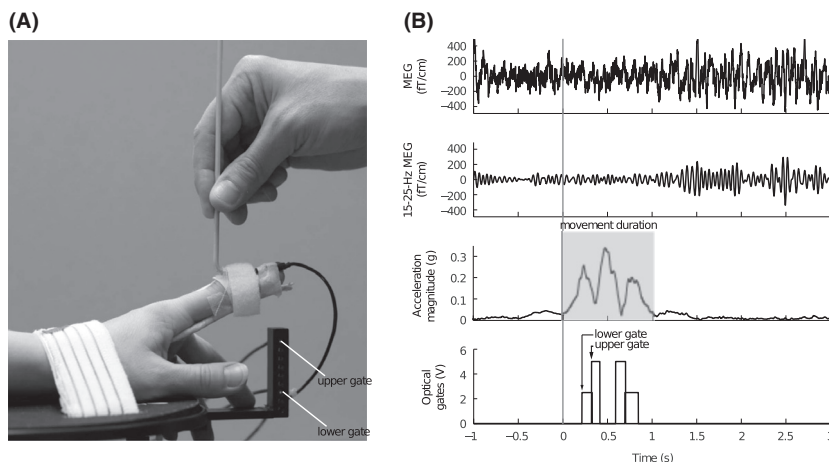 (A)
upper gate
lower gate
(B)
MEG
(fT/cm)
400
200
0
−200
−400
15-25-Hz MEG
(fT/cm)
400
200
0
−200
−400
movement duration
Acceleration
magnitude (g)
0.3
0.2
0.1
0
lower gate
upper gate
Optical
gates (V)
6
4
2
0
−1 −0.5 0 0.5 1 1.5 2 2.5 3
Time (s)